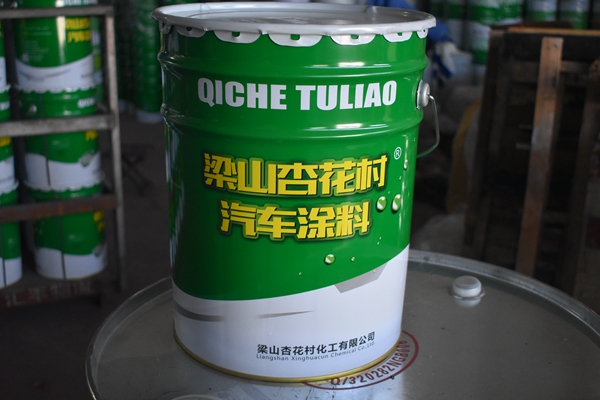 QICHE TULIAO
梁山杏花村®
汽车涂料
梁山杏花村化工有限公司
Liangshan Xinghuacun Chemical Co.,Ltd.